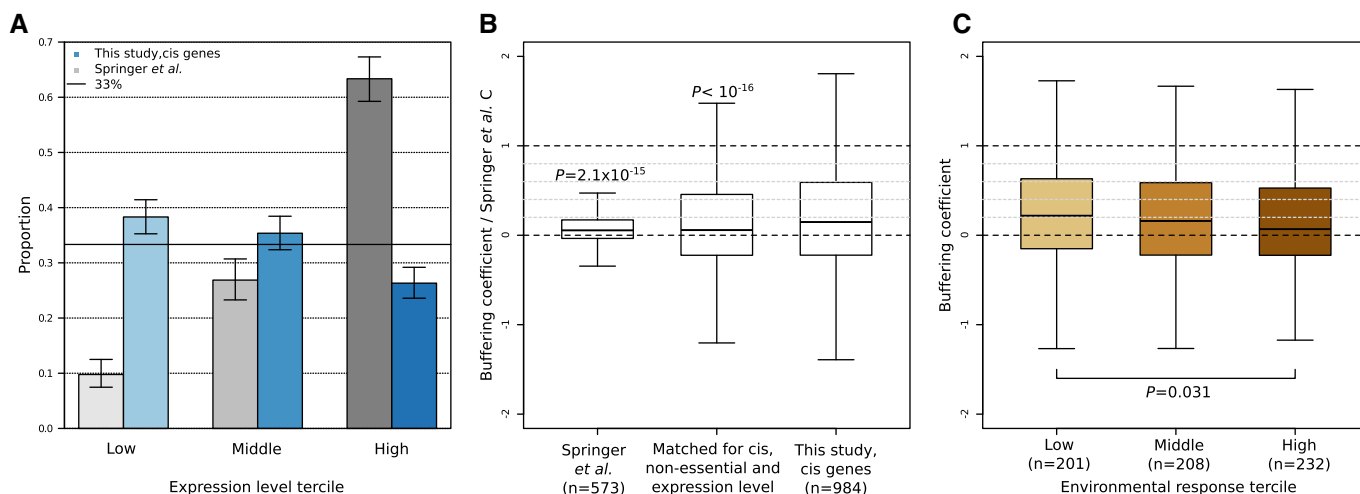 A
0.7
0.6
0.5
0.4
0.3
0.2
0.1
0.0
Proportion
This study,cis genes
Springer et al.
33%
Low
Middle
High
Expression level tercile
B
2
1
0
-1
-2
Buffering coefficient / Springer et al. C
P=2.1x10-15
P< 10-16
Springer
et al.
(n=573)
Matched for cis,
non-essential and
expression level
This study,
cis genes
(n=984)
C
2
1
0
-1
-2
Buffering coefficient
P=0.031
Low
(n=201)
Middle
(n=208)
High
(n=232)
Environmental response tercile